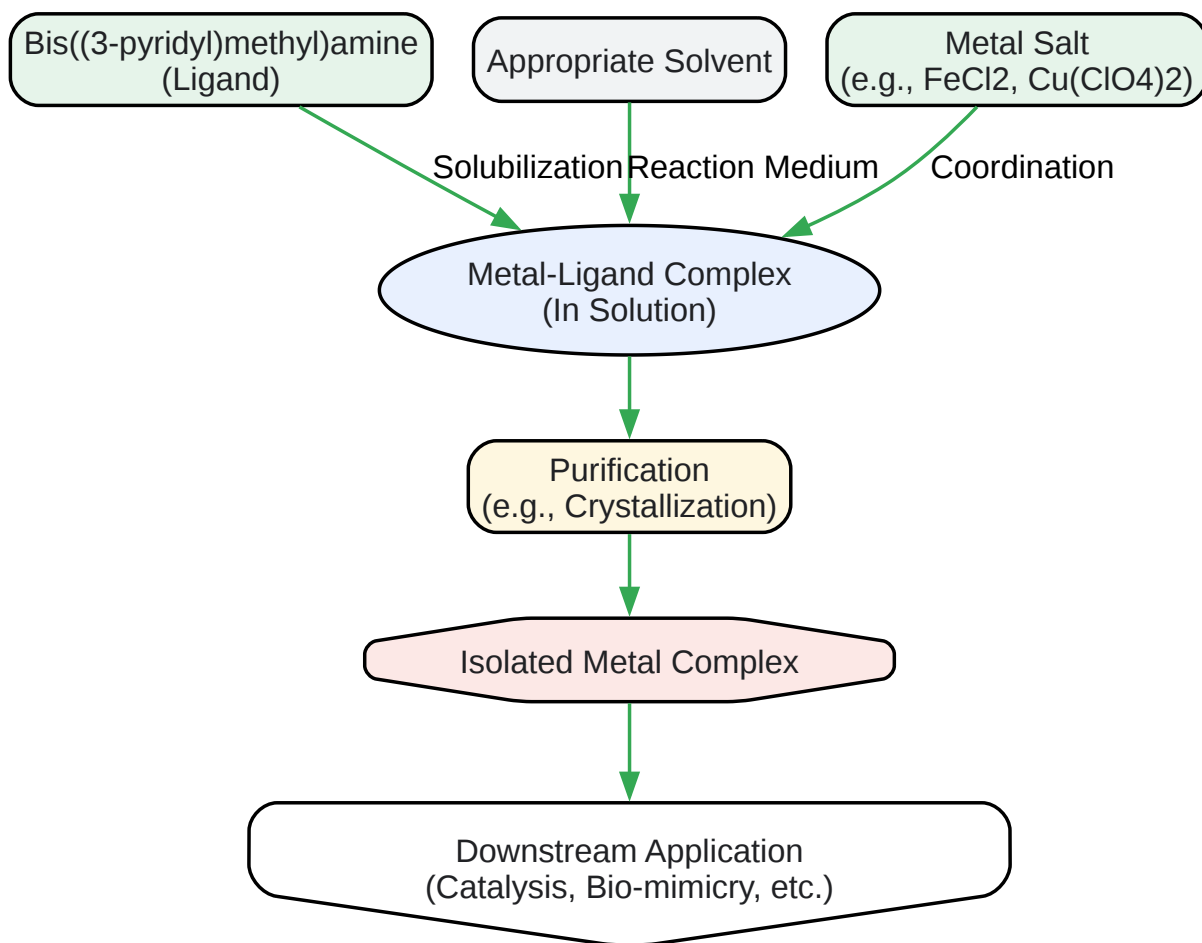 Bis((3-pyridyl)methyl)amine
(Ligand)
Appropriate Solvent
Metal Salt
(e.g., FeCl2, Cu(ClO4)2)
Solubilization
Reaction Medium
Coordination
Metal-Ligand Complex
(In Solution)
Purification
(e.g., Crystallization)
Isolated Metal Complex
Downstream Application
(Catalysis, Bio-mimicry, etc.)